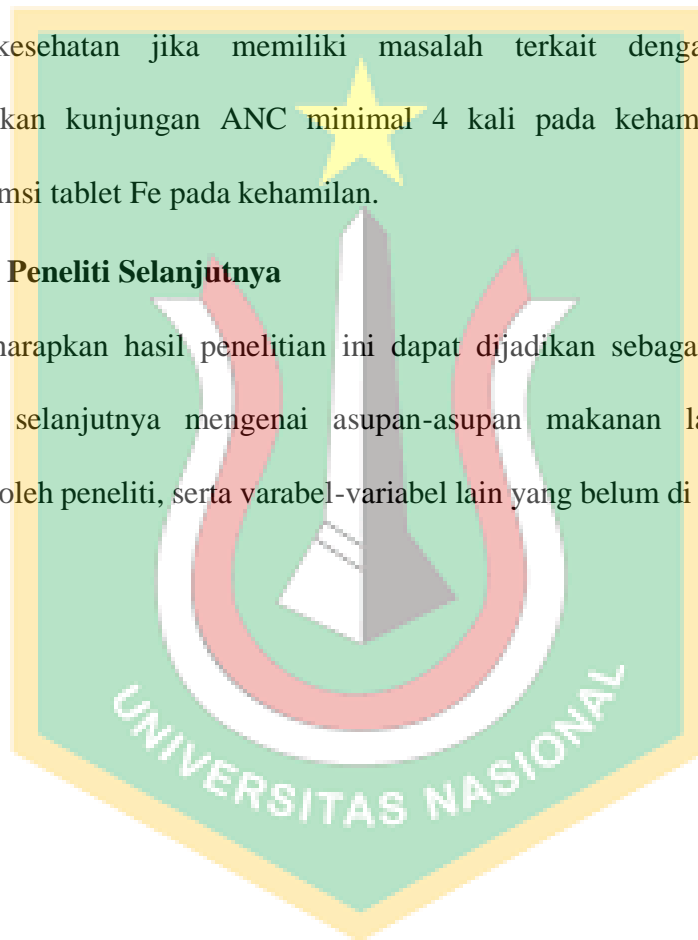 kesehatan jika memiliki masalah terkait denga
kan kunjungan ANC minimal 4 kali pada keham
msi tablet Fe pada kehamilan.
Peneliti Selanjutnya
harapkan hasil penelitian ini dapat dijadikan sebaga
selanjutnya mengenai asupan-asupan makanan la
oleh peneliti, serta varabel-variabel lain yang belum di
UNIVERSITAS NASIONAL